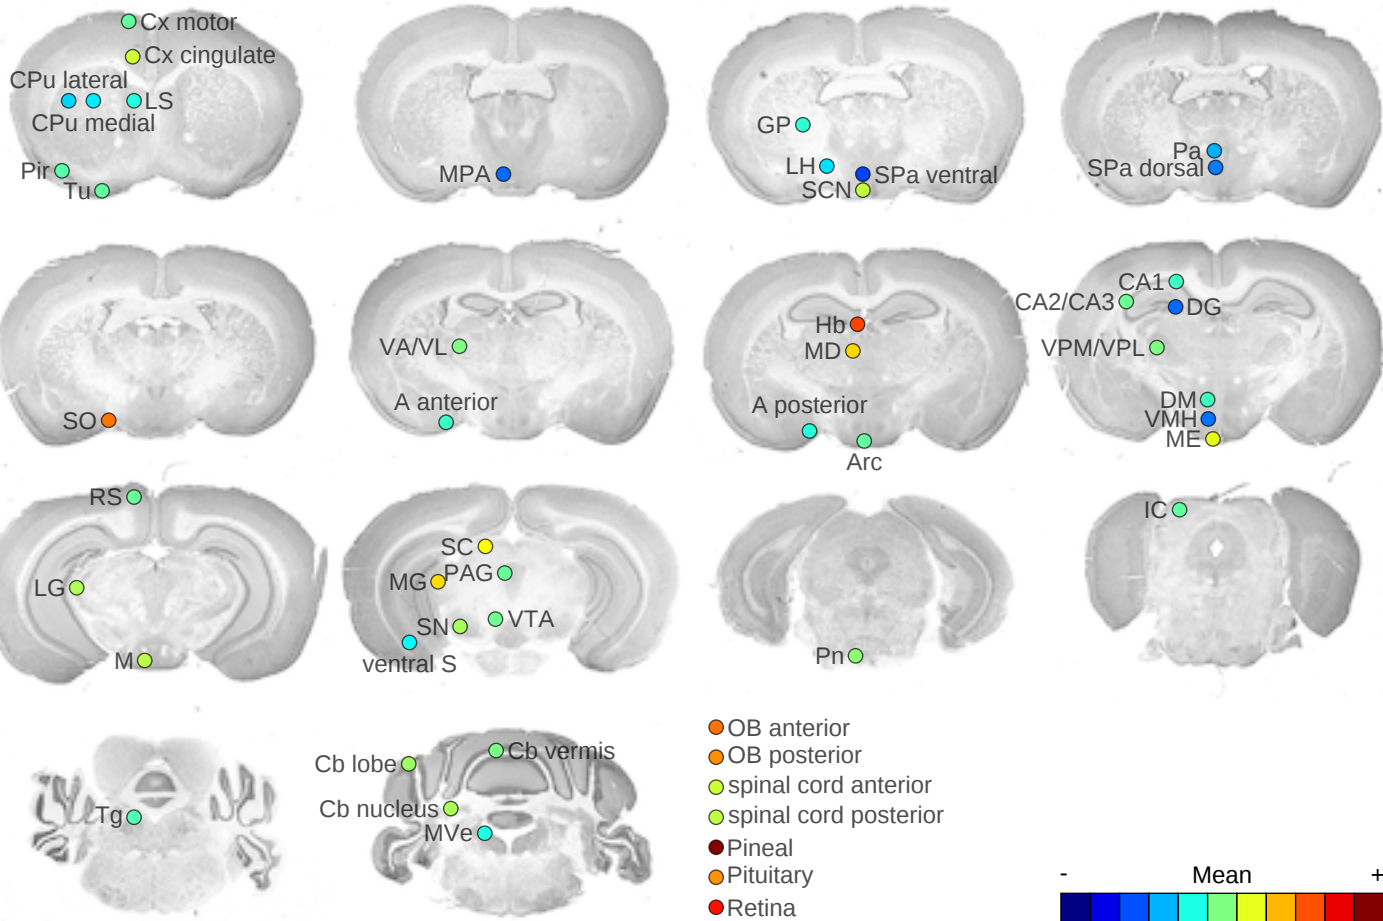 Cx motor
Cx cingulate
CPu lateral
LS
CPu medial
Pir
Tu
MPA
GP
LH
SPa ventral
SCN
Pa
SPa dorsal
SO
VA/VL
A anterior
Hb
MD
A posterior
Arc
CA1
CA2/CA3
DG
VPM/VPL
DM
VMH
ME
RS
LG
M
SC
MG
PAG
SN
VTA
ventral S
Pn
IC
Tg
Cb lobe
Cb vermis
Cb nucleus
MVe
OB anterior
OB posterior
spinal cord anterior
spinal cord posterior
Pineal
Pituitary
Retina
- Mean +